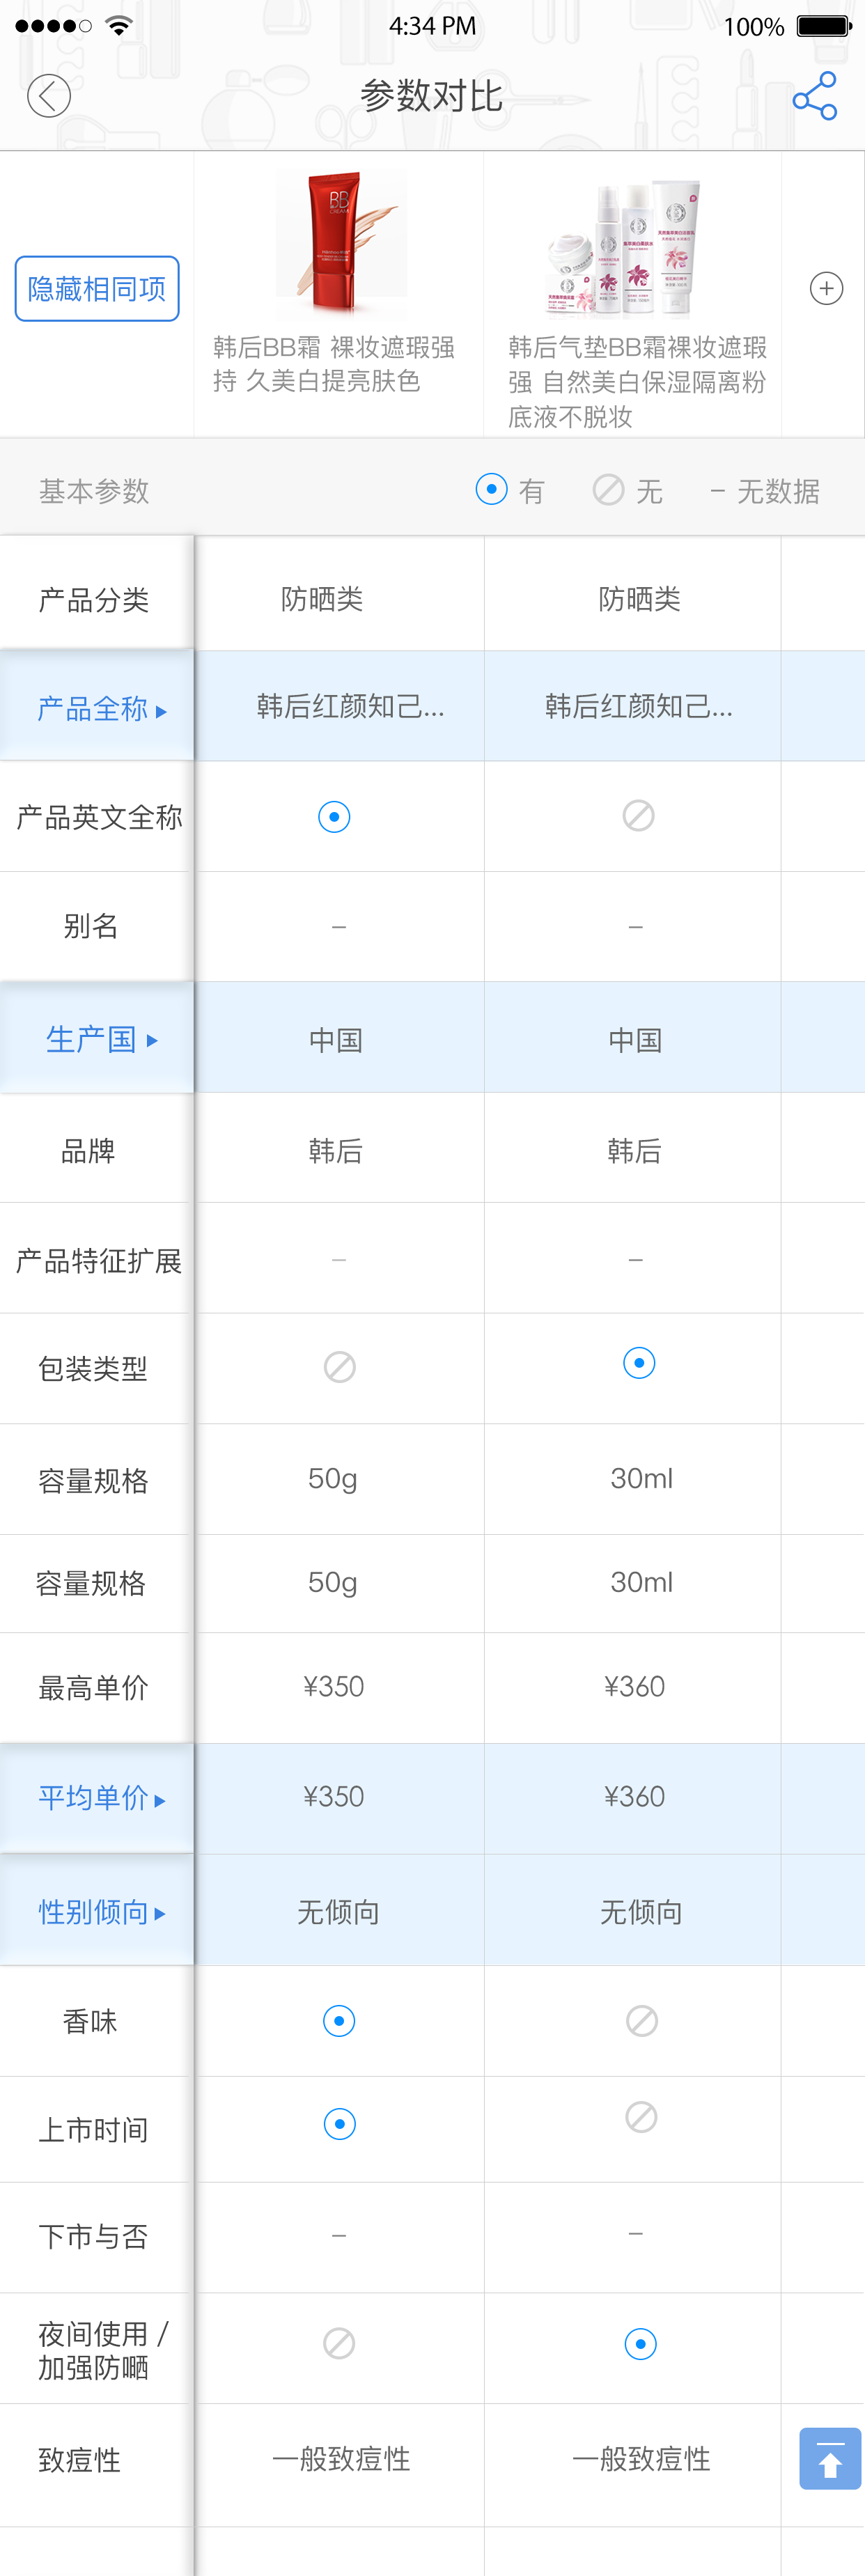 4:34 PM
100%
参数对比
隐藏相同项
BB
CREAM
韩后BB霜 裸妆遮瑕强
持 久美白提亮肤色
韩后气垫BB霜裸妆遮瑕
强 自然美白保湿隔离粉
底液不脱妆
基本参数 有 无 - 无数据
产品分类 防晒类 防晒类
产品全称 韩后红颜知己... 韩后红颜知己...
产品英文全称
别名 - -
生产国 中国 中国
品牌 韩后 韩后
产品特征扩展 - -
包装类型
容量规格 50g 30ml
容量规格 50g 30ml
最高单价 ¥350 ¥360
平均单价 ¥350 ¥360
性别倾向 无倾向 无倾向
香味
上市时间
下市与否 - -
夜间使用 /
加强防嗮
致痘性 一般致痘性 一般致痘性